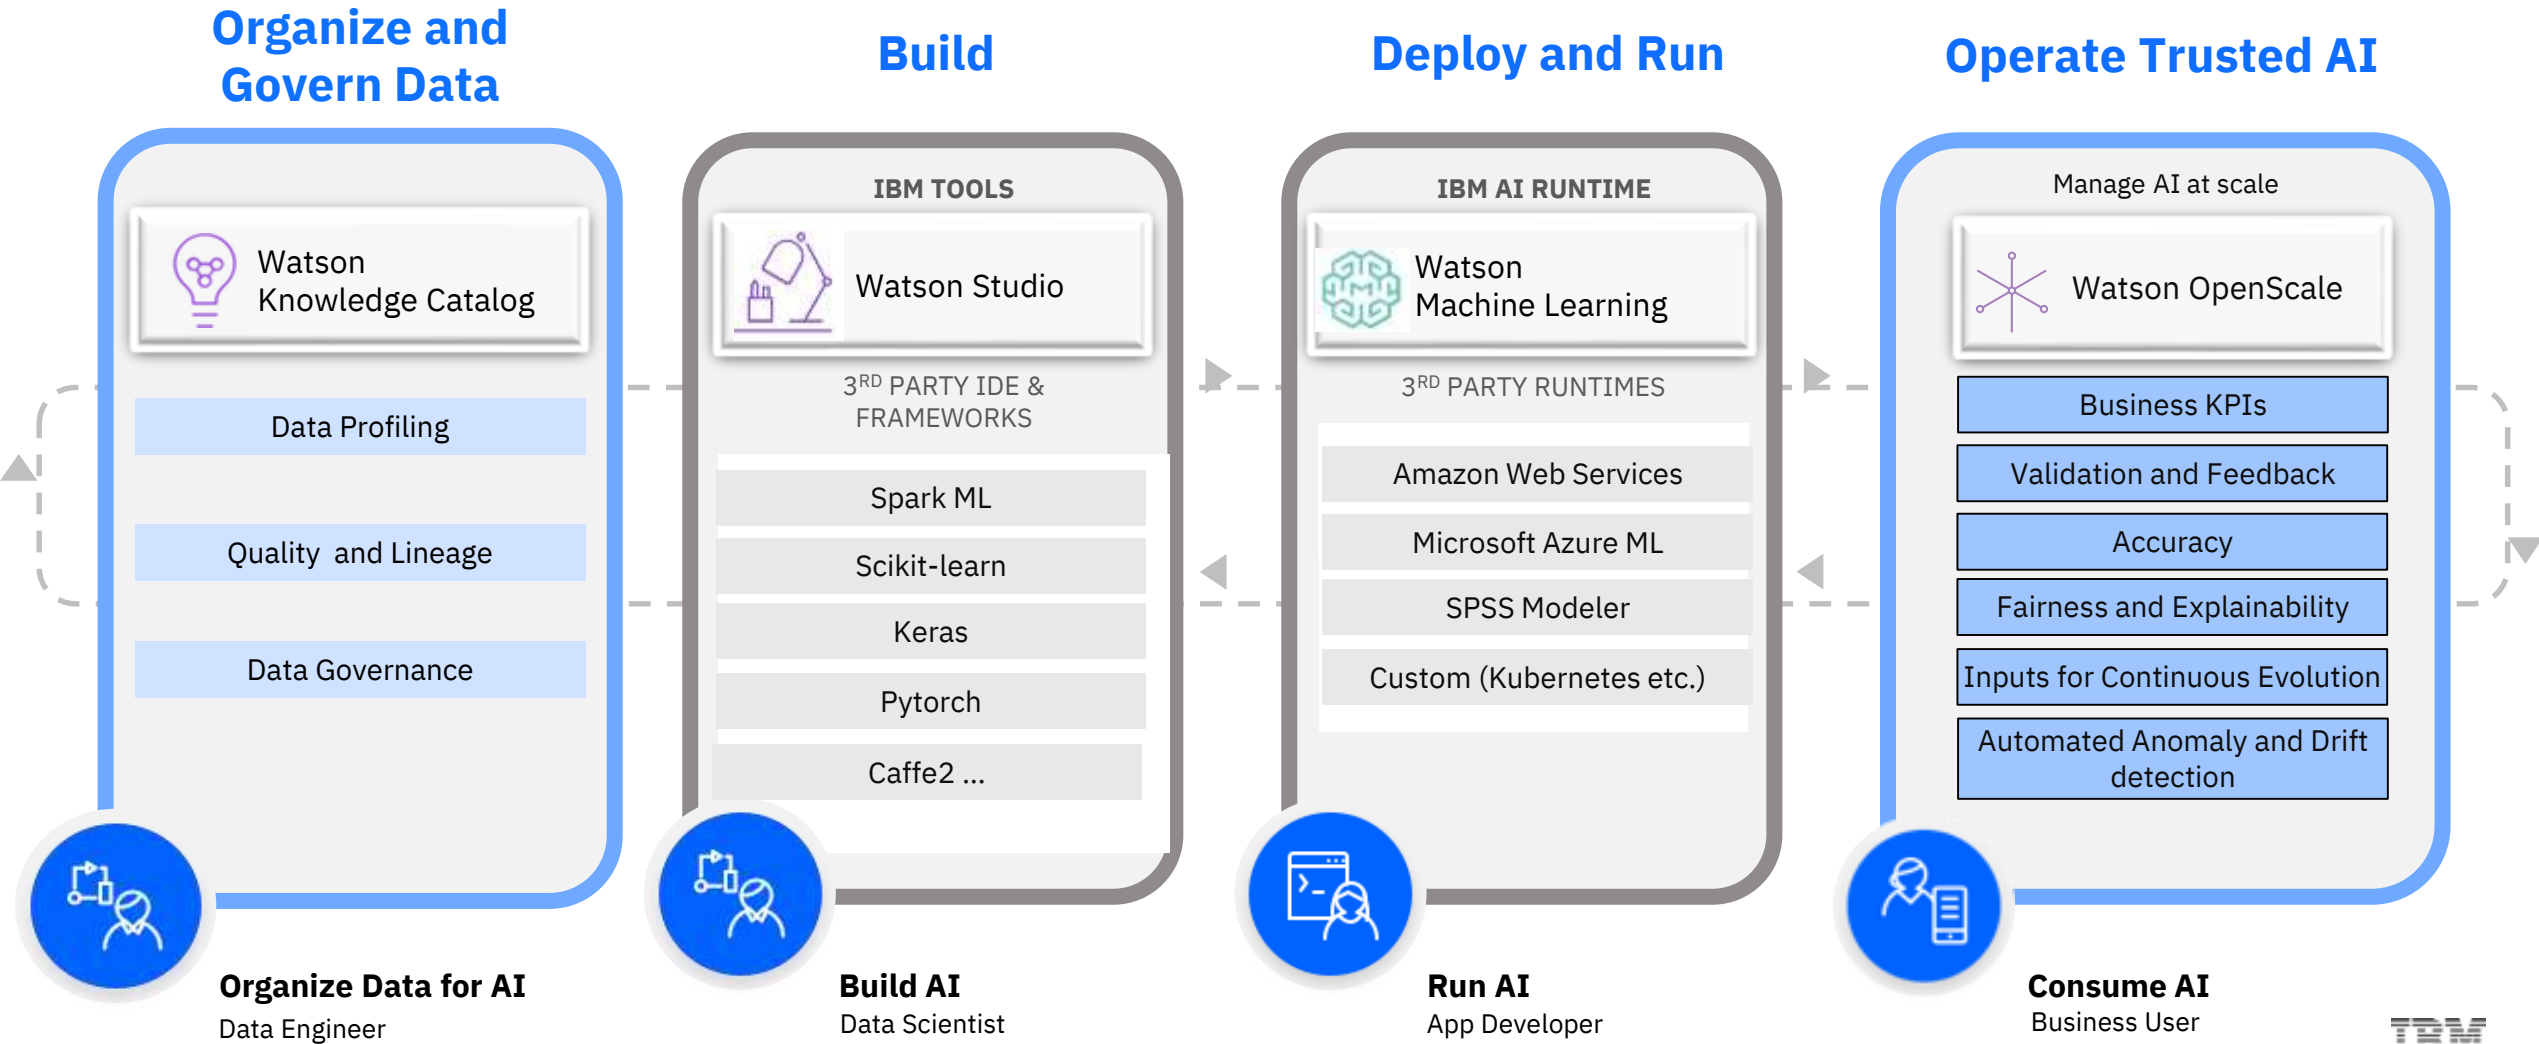 Organize and
Govern Data
Build
Deploy and Run
Operate Trusted AI
Watson
Knowledge Catalog
Data Profiling
Quality and Lineage
Data Governance
Organize Data for AI
Data Engineer
IBM TOOLS
Watson Studio
3RD PARTY IDE &
FRAMEWORKS
Spark ML
Scikit-learn
Keras
Pytorch
Caffe2 ...
Build AI
Data Scientist
IBM AI RUNTIME
Watson
Machine Learning
3RD PARTY RUNTIMES
Amazon Web Services
Microsoft Azure ML
SPSS Modeler
Custom (Kubernetes etc.)
Run AI
App Developer
Manage AI at scale
Watson OpenScale
Business KPIs
Validation and Feedback
Accuracy
Fairness and Explainability
Inputs for Continuous Evolution
Automated Anomaly and Drift
detection
Consume AI
Business User
IBM